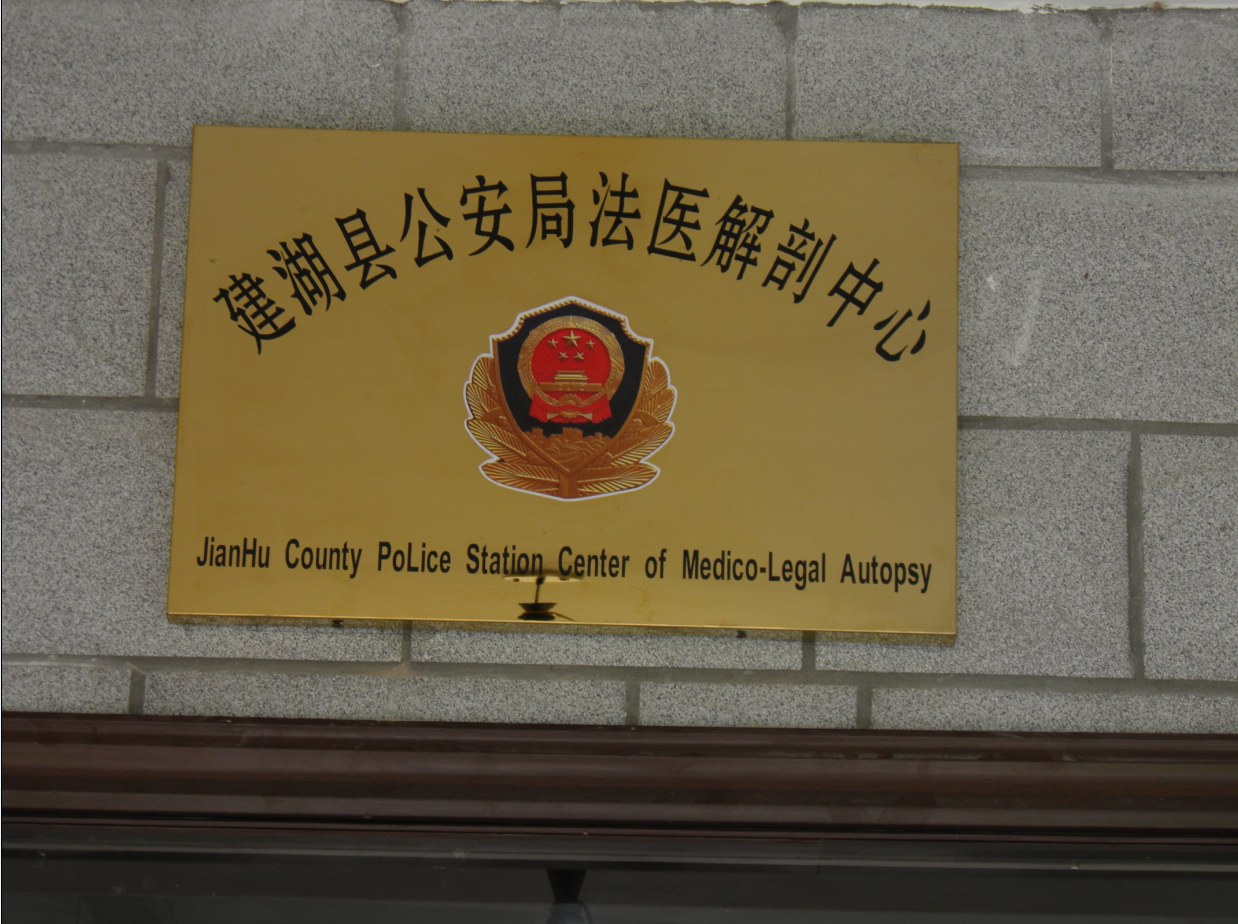 建湖县公安局法医解剖中心
JianHu County PoLice Station Center of Medico-Legal Autopsy